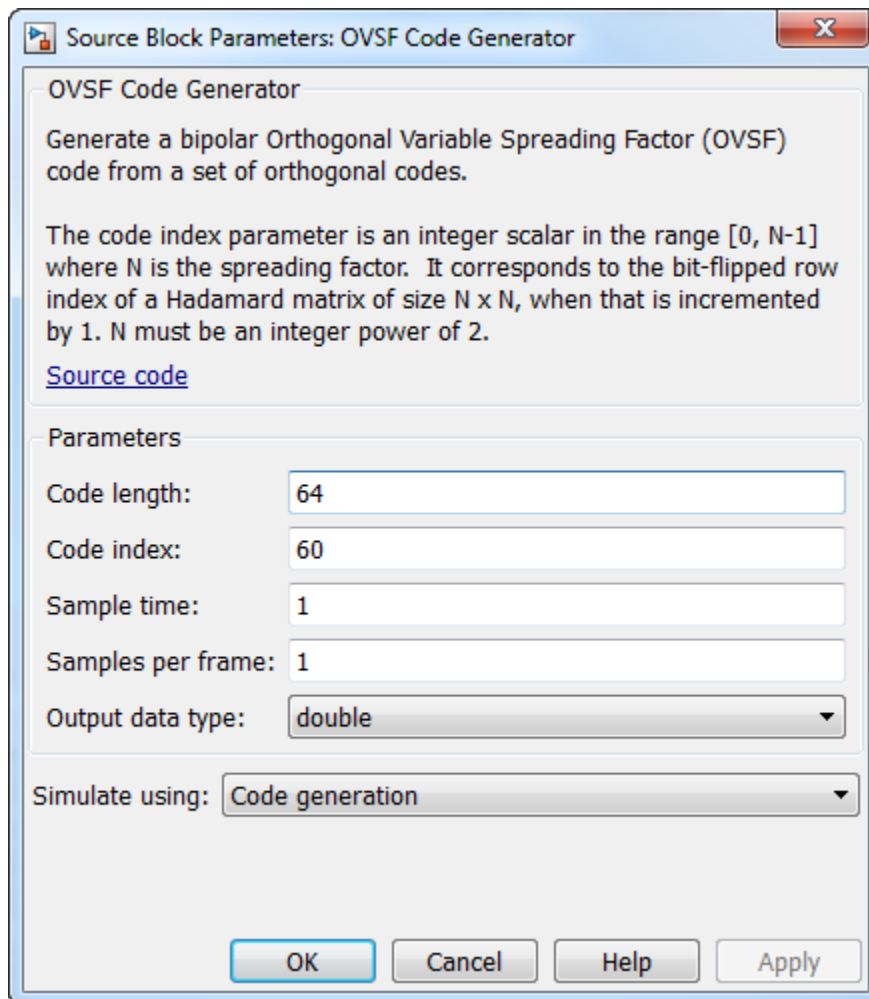 Source Block Parameters: OVSF Code Generator
OVSF Code Generator
Generate a bipolar Orthogonal Variable Spreading Factor (OVSF)
code from a set of orthogonal codes.
The code index parameter is an integer scalar in the range [0, N-1]
where N is the spreading factor.  It corresponds to the bit-flipped row
index of a Hadamard matrix of size N x N, when that is incremented
by 1. N must be an integer power of 2.
Source code
Parameters
Code length: 64
Code index: 60
Sample time: 1
Samples per frame: 1
Output data type: double
Simulate using: Code generation
OK Cancel Help Apply